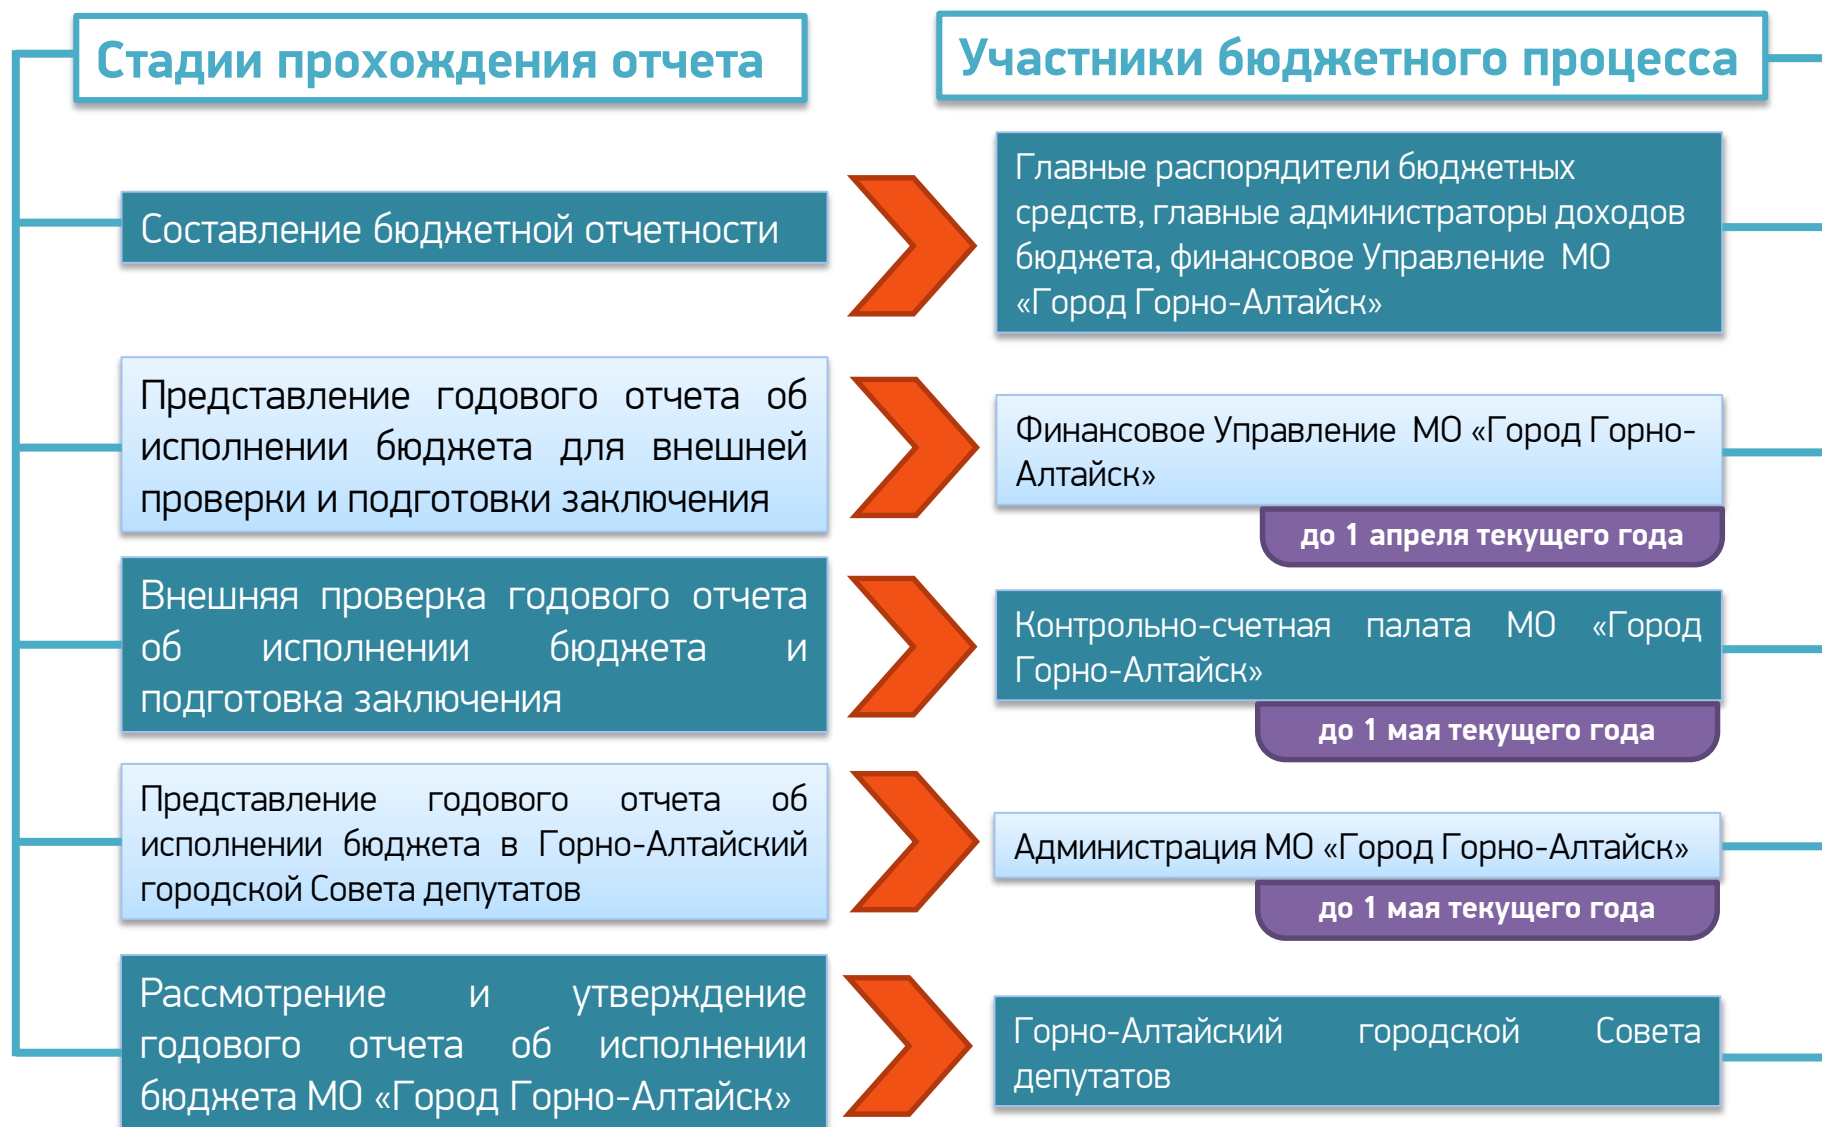 Стадии прохождения отчета
Участники бюджетного процесса
Составление бюджетной отчетности
Главные распорядители бюджетных
средств, главные администраторы доходов
бюджета, финансовое Управление МО
«Город Горно-Алтайск»
Представление годового отчета об
исполнении бюджета для внешней
проверки и подготовки заключения
Финансовое Управление МО «Город Горно-
Алтайск»
до 1 апреля текущего года
Внешняя проверка годового отчета
об исполнении бюджета и
подготовка заключения
Контрольно-счетная палата МО «Город
Горно-Алтайск»
до 1 мая текущего года
Представление годового отчета об
исполнении бюджета в Горно-Алтайский
городской Совета депутатов
Администрация МО «Город Горно-Алтайск»
до 1 мая текущего года
Рассмотрение и утверждение
годового отчета об исполнении
бюджета МО «Город Горно-Алтайск»
Горно-Алтайский городской Совета
депутатов